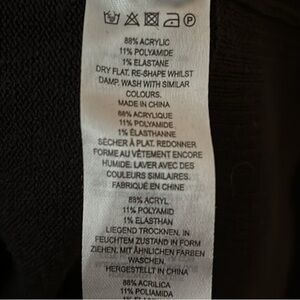 88% ACRYLIC
11% POLYAMIDE
1% ELASTANE
DRY FLAT. RE-SHAPE WHILST
DAMP. WASH WITH SIMILAR
COLOURS.
MADE IN CHINA
88% ACRYLIQUE
11% POLYAMIDE
1% ÉLASTHANNE
SÉCHER À PLAT. REDONNER
FORME AU VÊTEMENT ENCORE
HUMIDE. LAVER AVEC DES
COULEURS SIMILAIRES.
FABRIQUÉ EN CHINE
88% ACRYL
11% POLYAMID
1% ELASTHAN
LIEGEND TROCKNEN, IN
FEUCHTEM ZUSTAND IN FORM
ZIEHEN. MIT ÄHNLICHEN FARBEN
WASCHEN.
HERGESTELLT IN CHINA
88% ACRILICA
11% POLIAMIDA